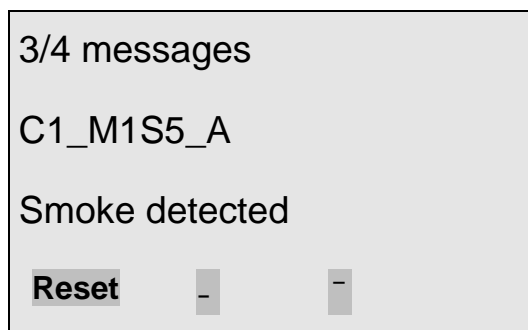 3/4 messages
C1_M1S5_A
Smoke detected
Reset - ¯